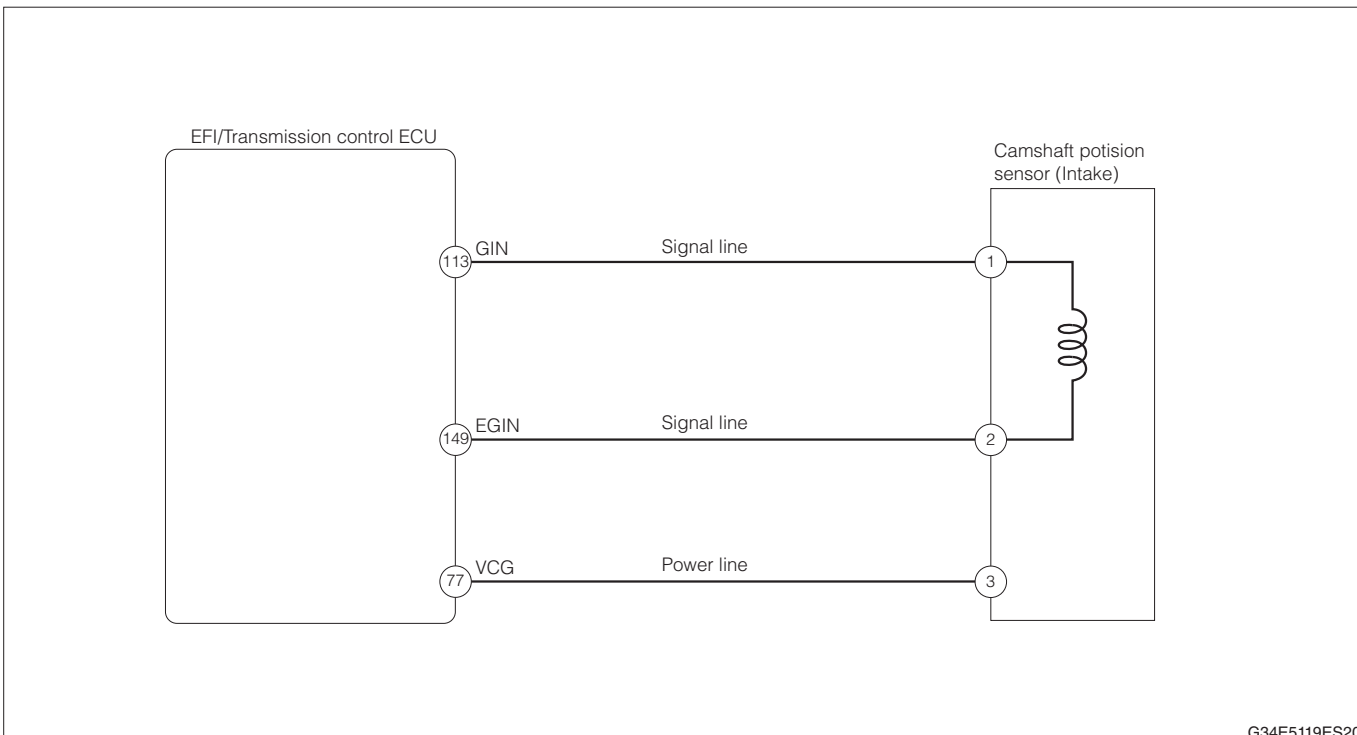 EFI/Transmission control ECU
Camshaft potision
sensor (Intake)
113 GIN Signal line 1
149 EGIN Signal line 2
77 VCG Power line 3
G34E5119ES20